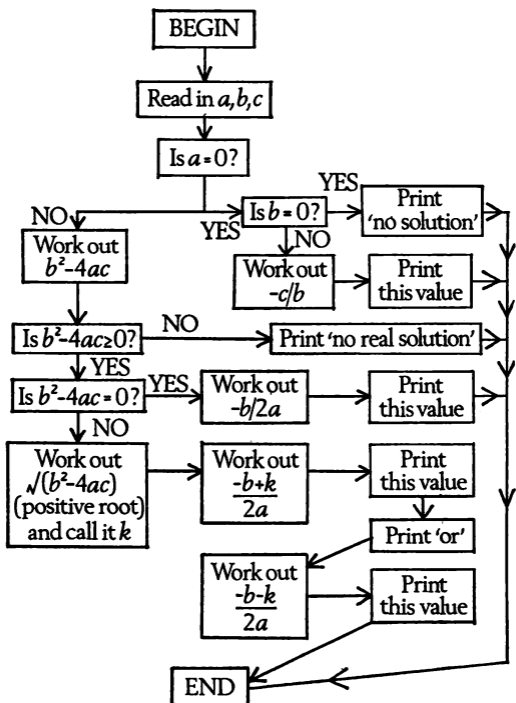 BEGIN
Read in a,b,c
Is a=0?
NO
YES
Is b=0?
YES
Print
'no solution'
NO
Work out
b²-4ac
Work out
-c/b
Print
this value
Is b²-4ac≥0?
NO
Print 'no real solution'
YES
Is b²-4ac=0?
YES
Work out
-b/2a
Print
this value
NO
Work out
√(b²-4ac)
(positive root)
and call it k
Work out
-b+k
2a
Print
this value
Print 'or'
Work out
-b-k
2a
Print
this value
END